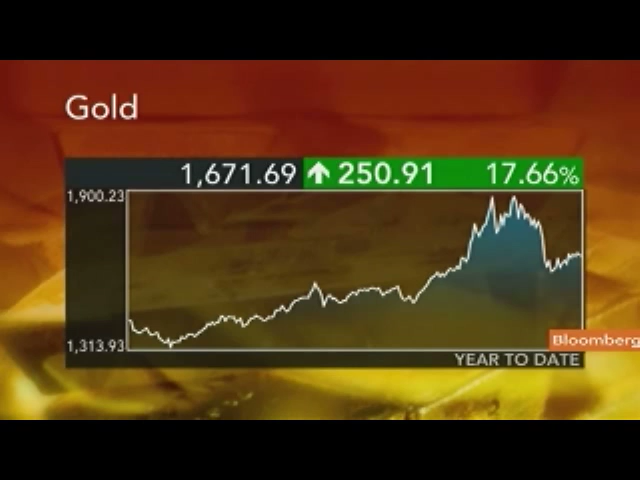 Gold
1,671.69 ↑ 250.91 17.66%
1,900.23
1,313.93
Bloomberg
YEAR TO DATE